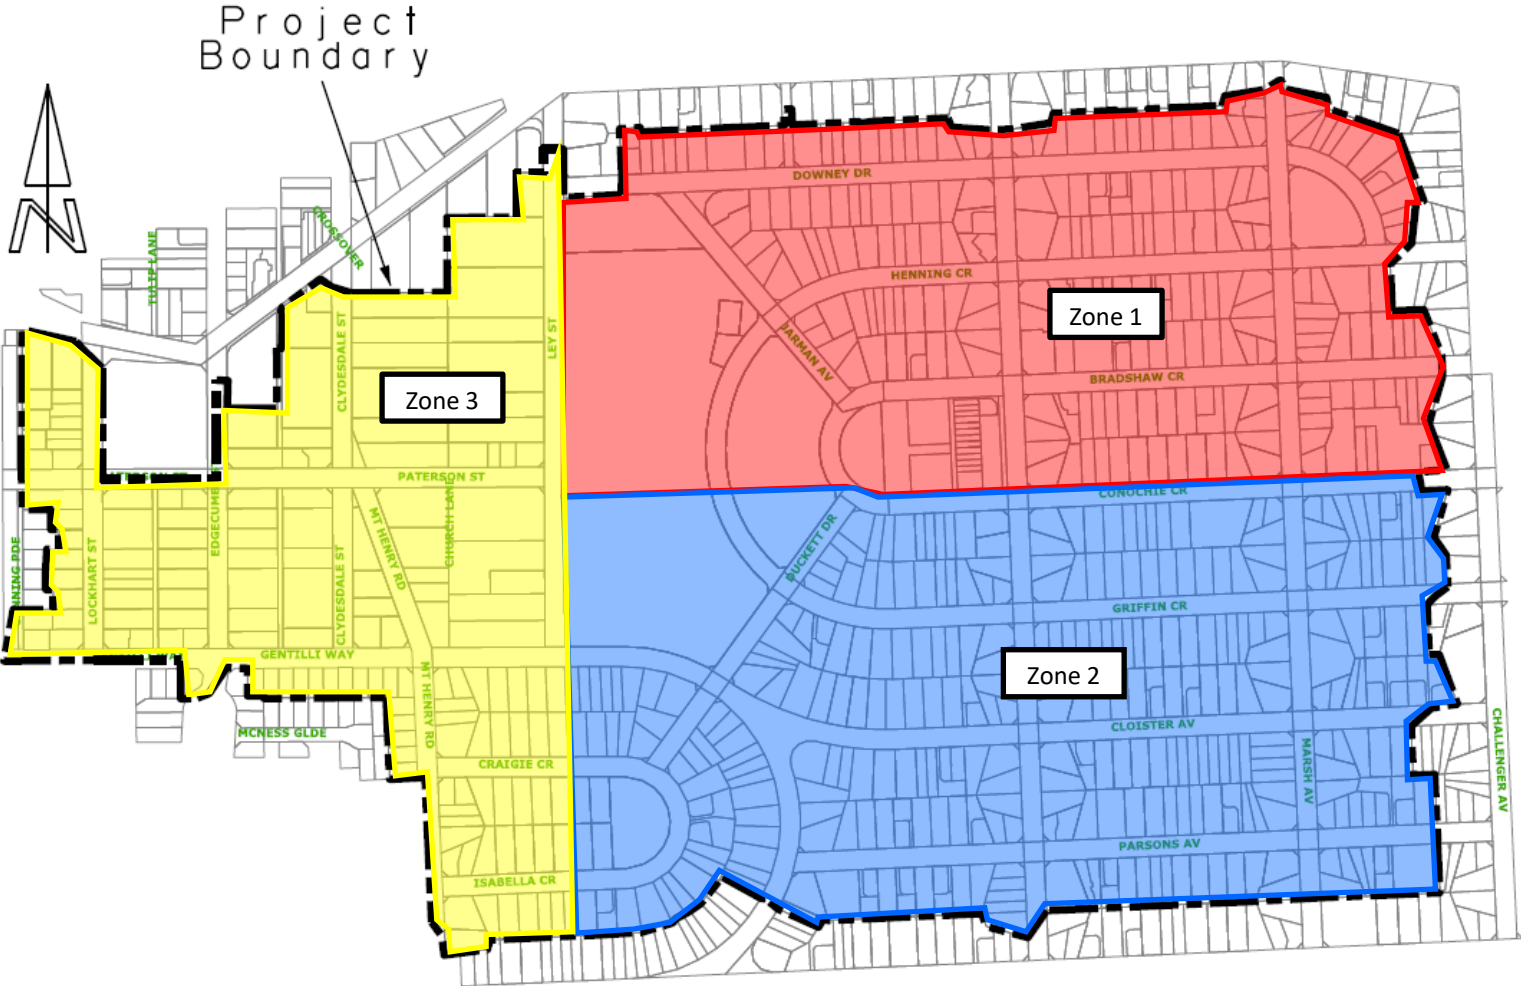 Project
Boundary
N
TULIP LANE
CROSSOVER
DOWNEY DR
HENNING CR
Zone 1
JARMAN AV
BRADSHAW CR
CLYDESDALE ST
LEY ST
Zone 3
PATERSON ST
CONOCHIE CR
EDGECUMBE
MT HENRY RD
CHURCH LANE
LOCKHART ST
CLYDESDALE ST
DUCKETT DR
GRIFFIN CR
GENTILLI WAY
Zone 2
MT HENRY RD
MCNESS GLDE
CLOISTER AV
CRAIGIE CR
MARSH AV
CHALLENGER AV
PARSONS AV
ISABELLA CR